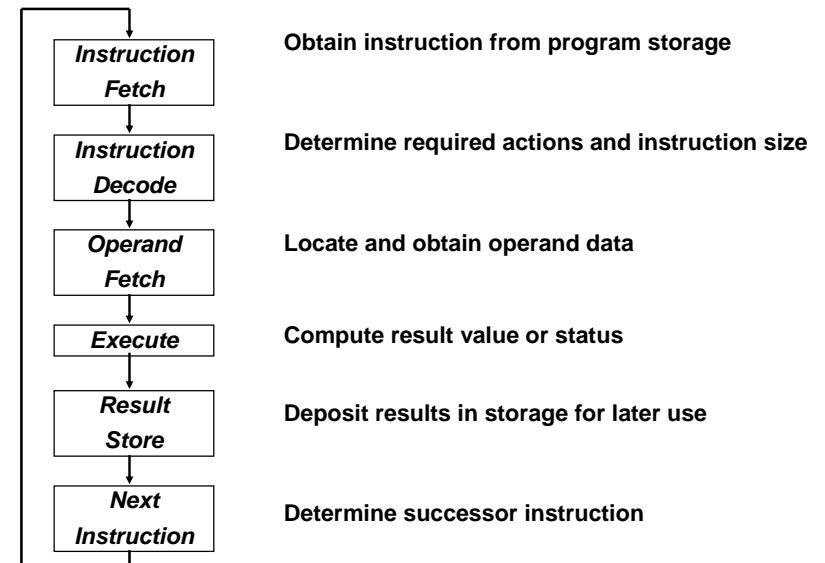 Instruction
Fetch
Obtain instruction from program storage
Instruction
Decode
Determine required actions and instruction size
Operand
Fetch
Locate and obtain operand data
Execute
Compute result value or status
Result
Store
Deposit results in storage for later use
Next
Instruction
Determine successor instruction